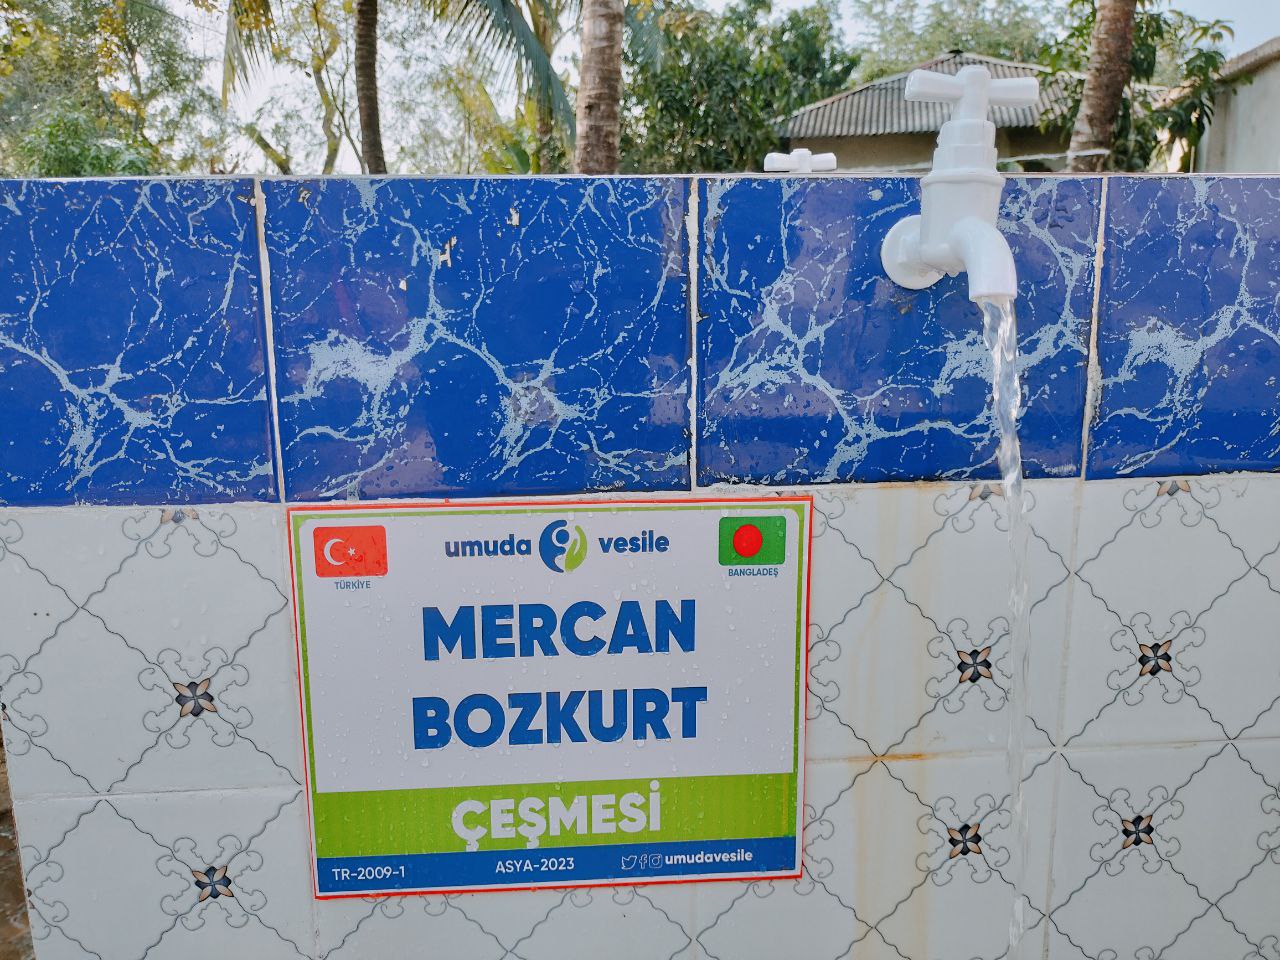 umuda vesile
TÜRKİYE
BANGLADEŞ
MERCAN
BOZKURT
ÇEŞMESİ
TR-2009-1 ASYA-2023 umudavesile